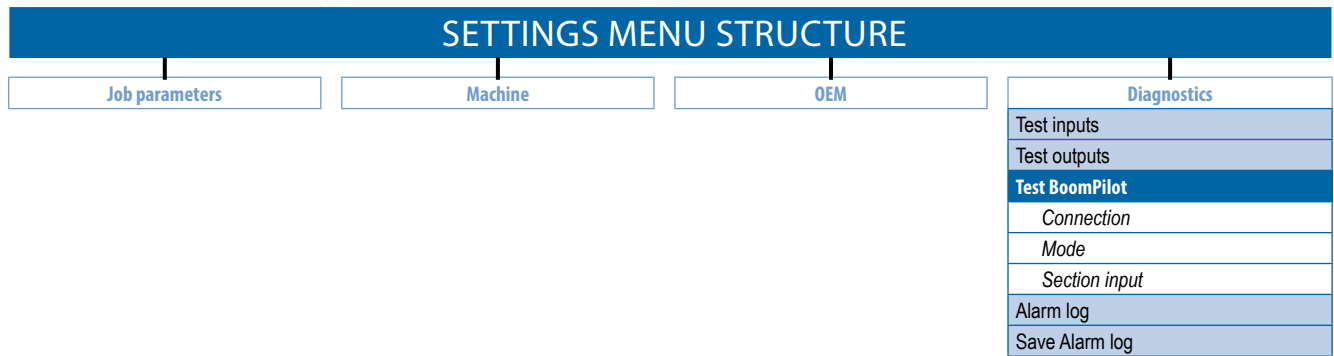 SETTINGS MENU STRUCTURE
Job parameters
Machine
OEM
Diagnostics
Test inputs
Test outputs
Test BoomPilot
Connection
Mode
Section input
Alarm log
Save Alarm log